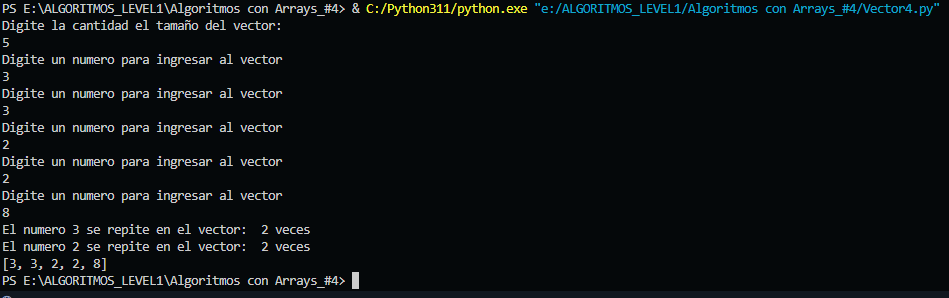 PS E:\ALGORITMOS_LEVEL1\Algoritmos con Arrays_#4> & C:/Python311/python.exe "e:/ALGORITMOS_LEVEL1/Algoritmos con Arrays_#4/Vector4.py"
Digite la cantidad el tamaño del vector:
5
Digite un numero para ingresar al vector
3
Digite un numero para ingresar al vector
3
Digite un numero para ingresar al vector
2
Digite un numero para ingresar al vector
2
Digite un numero para ingresar al vector
8
El numero 3 se repite en el vector:  2 veces
El numero 2 se repite en el vector:  2 veces
[3, 3, 2, 2, 8]
PS E:\ALGORITMOS_LEVEL1\Algoritmos con Arrays_#4>